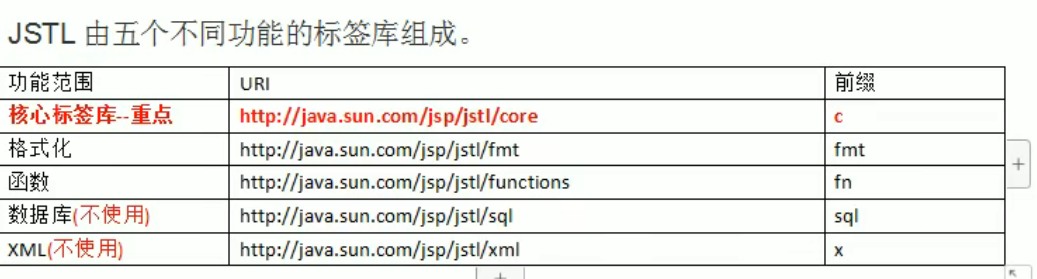 JSTL 由五个不同功能的标签库组成。
功能范围 URI 前缀
核心标签库--重点 http://java.sun.com/jsp/jstl/core c
格式化 http://java.sun.com/jsp/jstl/fmt fmt
函数 http://java.sun.com/jsp/jstl/functions fn
数据库(不使用) http://java.sun.com/jsp/jstl/sql sql
XML(不使用) http://java.sun.com/jsp/jstl/xml x